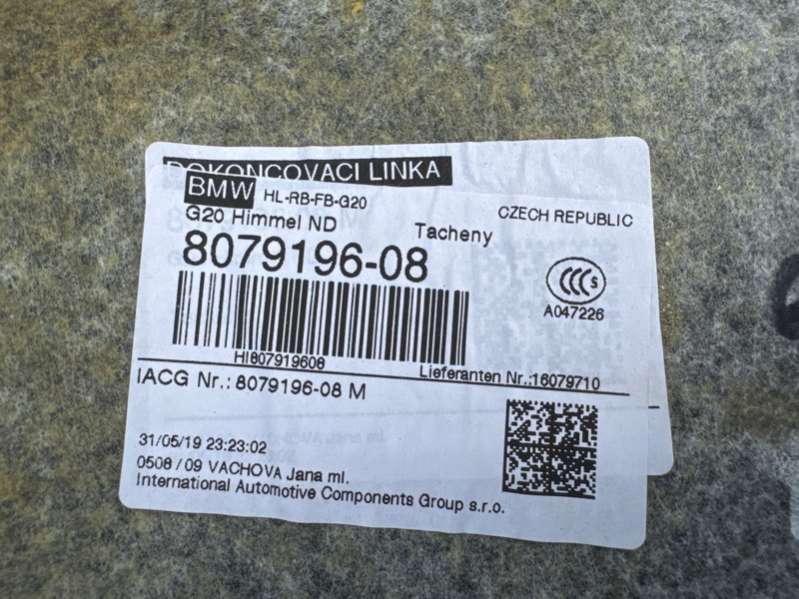 DOKONCOVACI LINKA
BMW HL-RB-FB-G20
G20 Himmel ND
CZECH REPUBLIC
Tacheny
8079196-08
CCC S
A047226
HI807919608
Lieferanten Nr.:16079710
IACG Nr.: 8079196-08 M
31/05/19 23:23:02
0508 / 09 VACHOVA Jana ml.
International Automotive Components Group s.r.o.